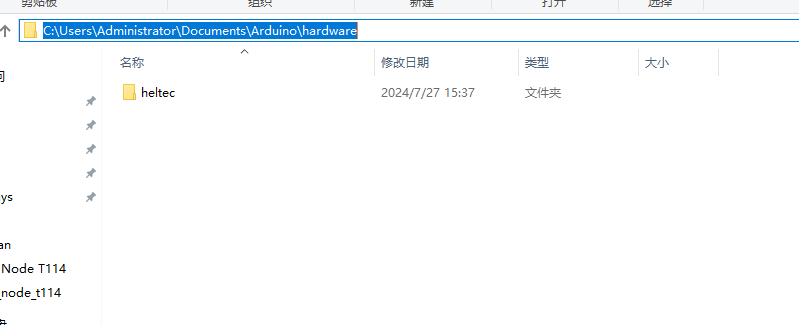 剪贴板 组织 新建 打开 选择
C:\Users\Administrator\Documents\Arduino\hardware
名称 修改日期 类型 大小
问
heltec 2024/7/27 15:37 文件夹
ys
an
Node T114
_node_t114